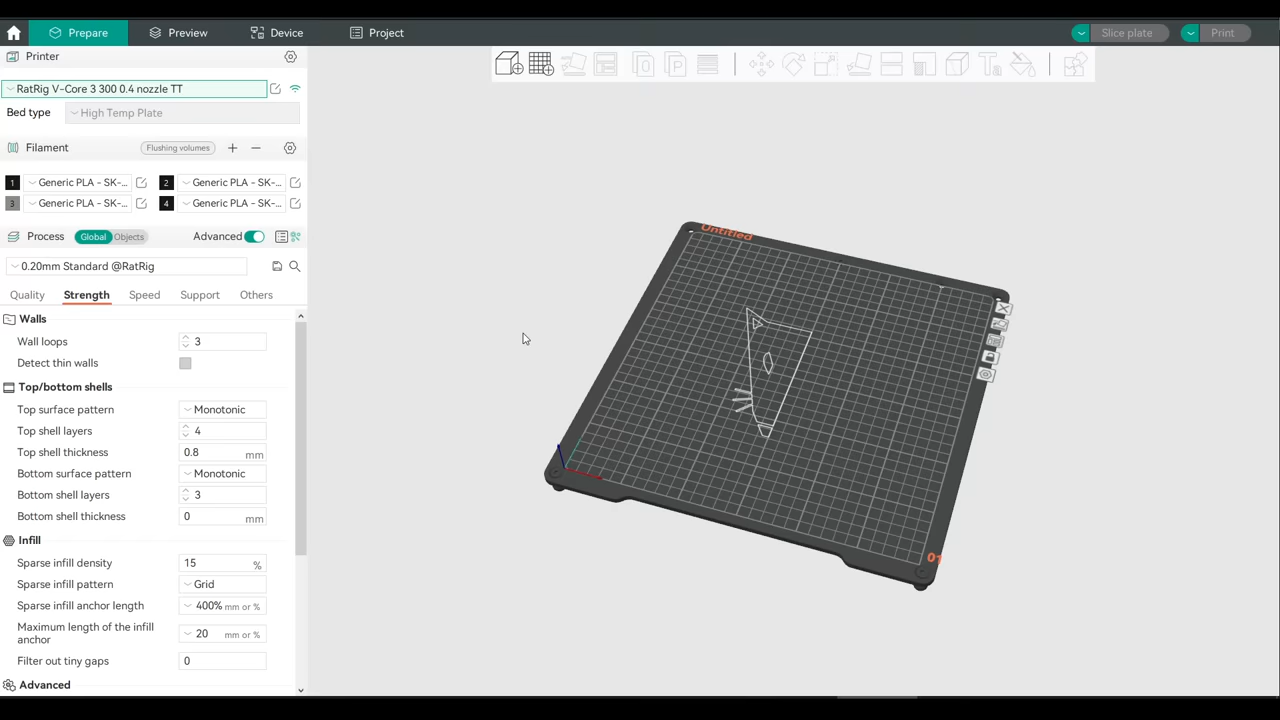 Prepare Preview Device Project Slice plate Print
Printer
RatRig V-Core 3 300 0.4 nozzle TT
Bed type High Temp Plate
Filament Flushing volumes
1 Generic PLA - SK-... 2 Generic PLA - SK-...
3 Generic PLA - SK-... 4 Generic PLA - SK-...
Process Global Objects Advanced
0.20mm Standard @RatRig
Quality Strength Speed Support Others
Walls
Wall loops 3
Detect thin walls
Top/bottom shells
Top surface pattern Monotonic
Top shell layers 4
Top shell thickness 0.8 mm
Bottom surface pattern Monotonic
Bottom shell layers 3
Bottom shell thickness 0 mm
Infill
Sparse infill density 15 %
Sparse infill pattern Grid
Sparse infill anchor length 400% mm or %
Maximum length of the infill
anchor 20 mm or %
Filter out tiny gaps 0
Advanced
Untitled
01